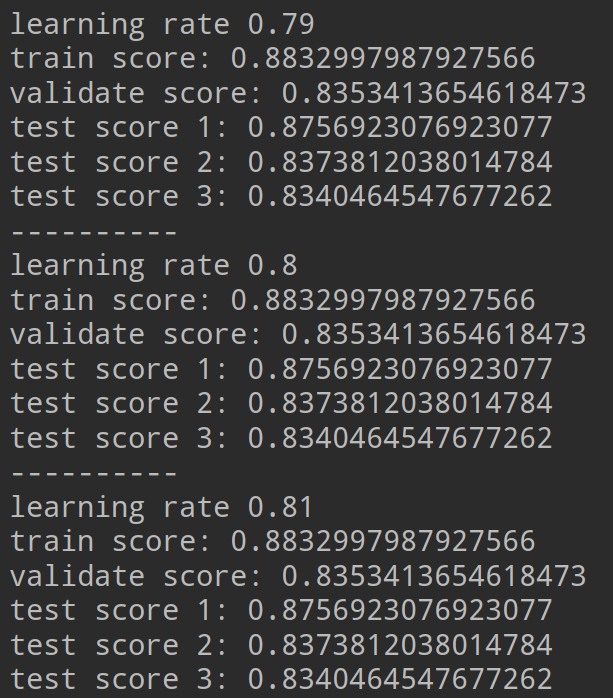 learning rate 0.79
train score: 0.8832997987927566
validate score: 0.8353413654618473
test score 1: 0.8756923076923077
test score 2: 0.8373812038014784
test score 3: 0.8340464547677262
----------
learning rate 0.8
train score: 0.8832997987927566
validate score: 0.8353413654618473
test score 1: 0.8756923076923077
test score 2: 0.8373812038014784
test score 3: 0.8340464547677262
----------
learning rate 0.81
train score: 0.8832997987927566
validate score: 0.8353413654618473
test score 1: 0.8756923076923077
test score 2: 0.8373812038014784
test score 3: 0.8340464547677262